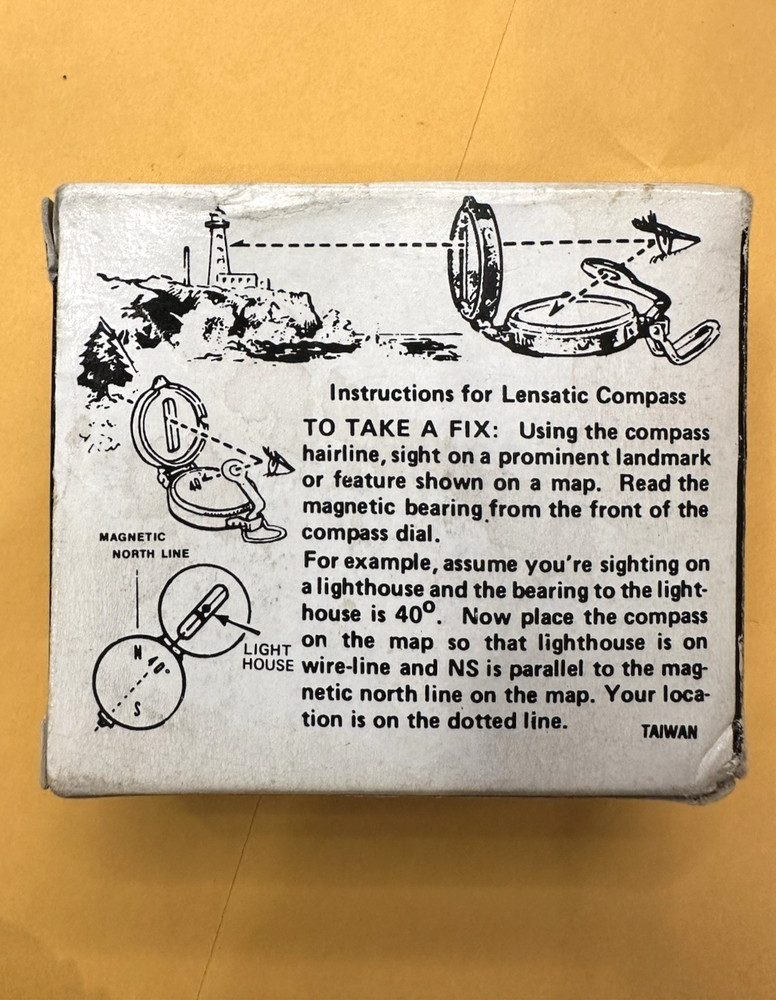 Instructions for Lensatic Compass
TO TAKE A FIX: Using the compass
hairline, sight on a prominent landmark
or feature shown on a map. Read the
magnetic bearing from the front of the
compass dial.
For example, assume you're sighting on
a lighthouse and the bearing to the light-
house is 40°. Now place the compass
on the map so that lighthouse is on
wire-line and NS is parallel to the mag-
netic north line on the map. Your loca-
tion is on the dotted line.
TAIWAN
40°
MAGNETIC
NORTH LINE
LIGHT
HOUSE
N 40°
S